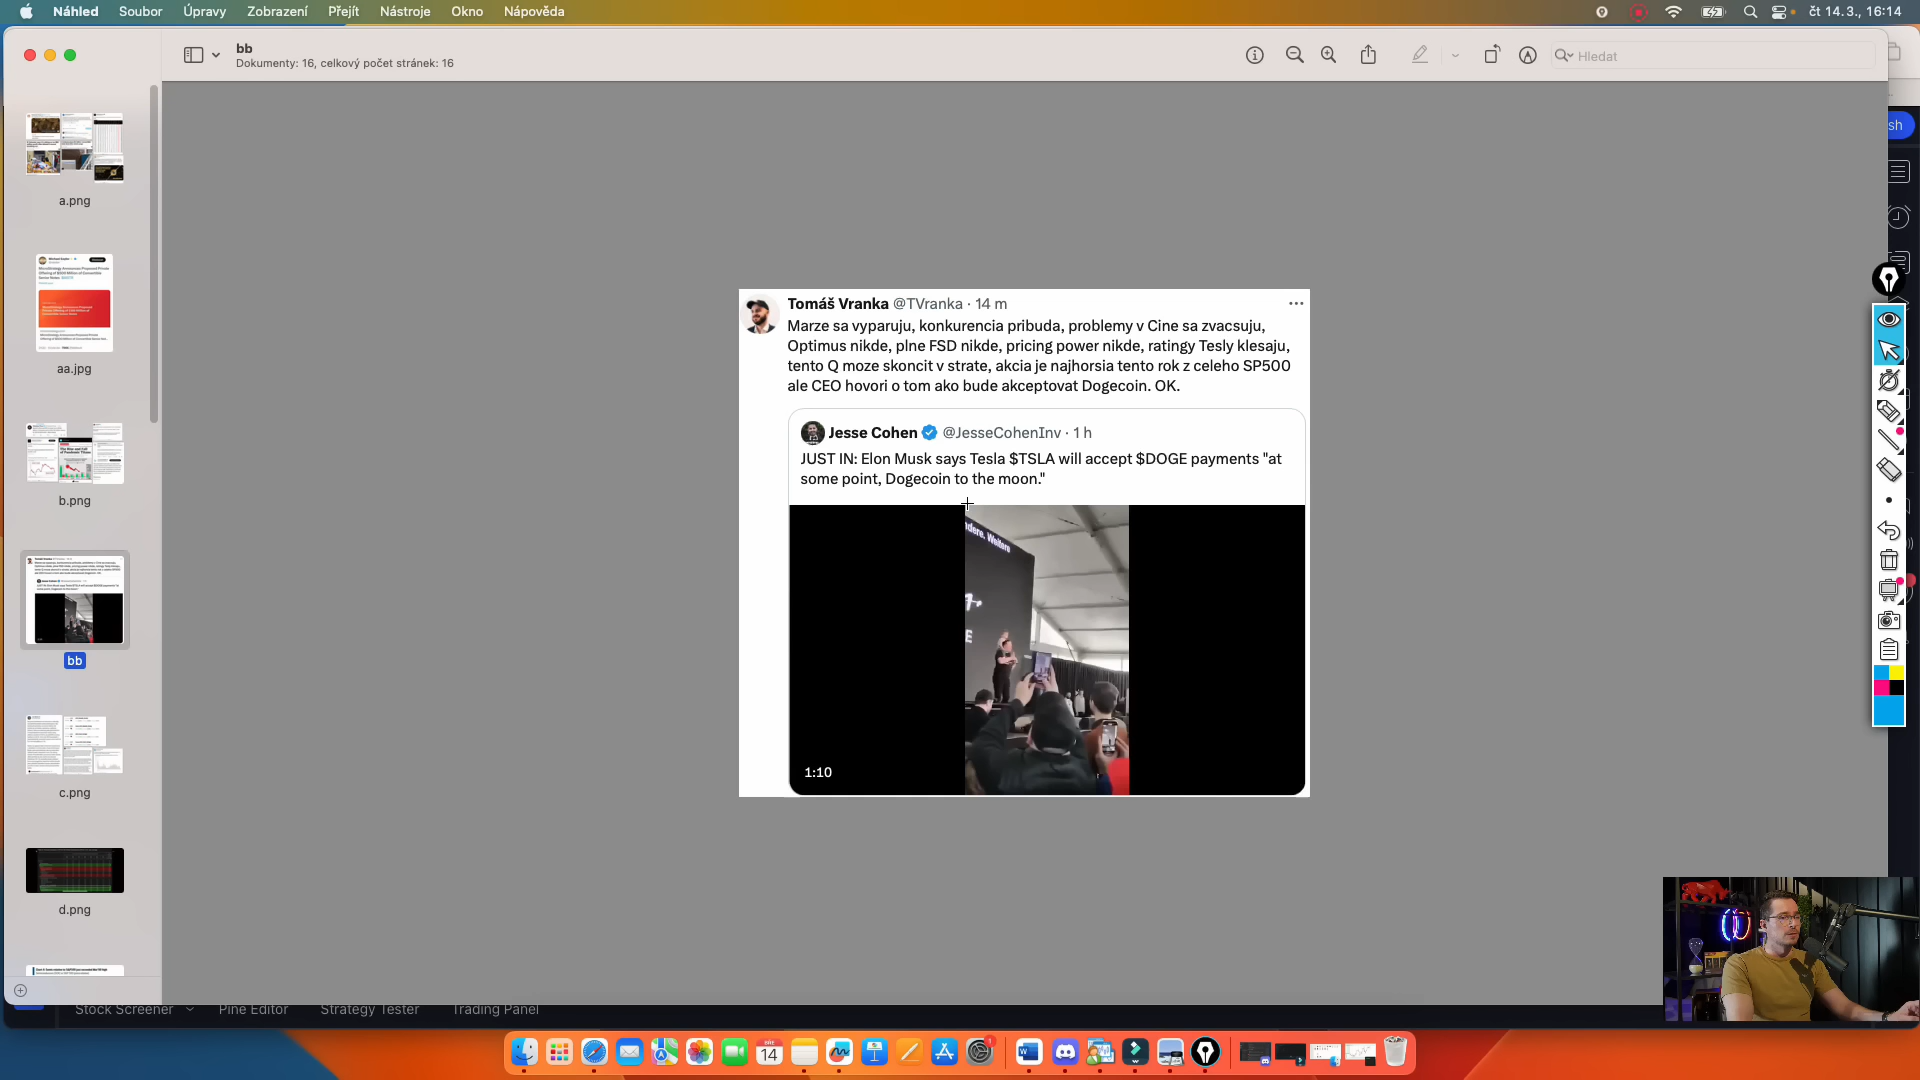 Náhled Soubor Úpravy Zobrazení Přejít Nástroje Okno Nápověda čt 14.3., 16:14
bb
Dokumenty: 16, celkový počet stránek: 16
Hledat
a.png
aa.jpg
b.png
bb
c.png
d.png
Tomáš Vranka @TVranka · 14 m
Marze sa vyparuju, konkurencia pribuda, problemy v Cine sa zvacsuju,
Optimus nikde, plne FSD nikde, pricing power nikde, ratingy Tesly klesaju,
tento Q moze skoncit v strate, akcia je najhorsia tento rok z celeho SP500
ale CEO hovori o tom ako bude akceptovat Dogecoin. OK.
Jesse Cohen @JesseCohenInv · 1 h
JUST IN: Elon Musk says Tesla $TSLA will accept $DOGE payments "at
some point, Dogecoin to the moon."
ndere. Weitere
1:10
sh
Stock Screener Pine Editor Strategy Tester Trading Panel
14